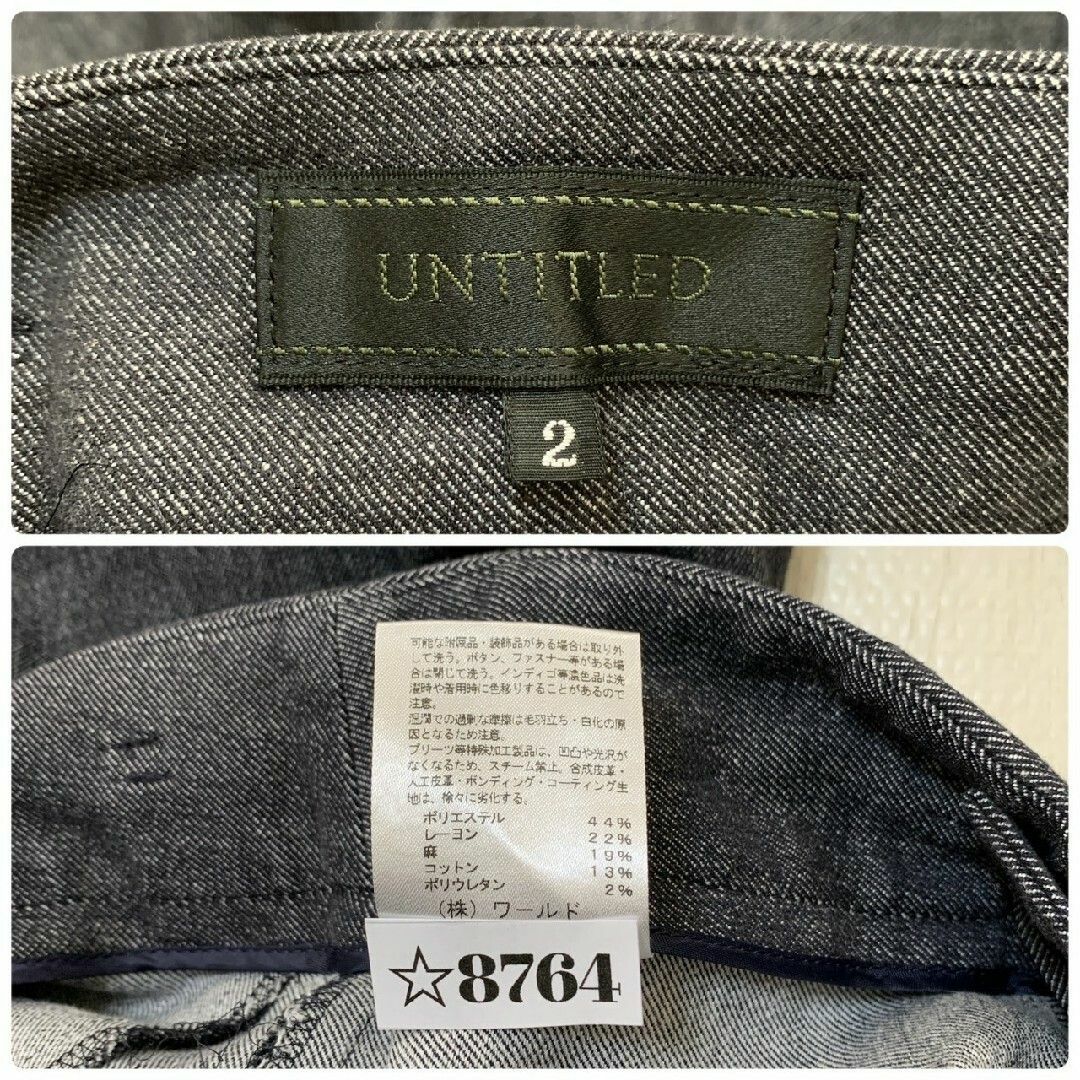 UNTITLED
2
可能な附属品・装飾品がある場合は取り外
して洗う。ボタン、ファスナー等がある場
合は閉じて洗う。インディゴ等濃色品は洗
濯時や着用時に色移りすることがあるので
注意。
湿潤での過剰な摩擦は毛羽立ち・白化の原
因となるため注意。
プリーツ等特殊加工製品は、凹凸や光沢が
なくなるため、スチーム禁止。合成皮革・
人工皮革・ボンディング・コーティング生
地は、徐々に劣化する。
ポリエステル 44%
レーヨン 22%
麻 19%
コットン 13%
ポリウレタン 2%
(株) ワールド
☆8764